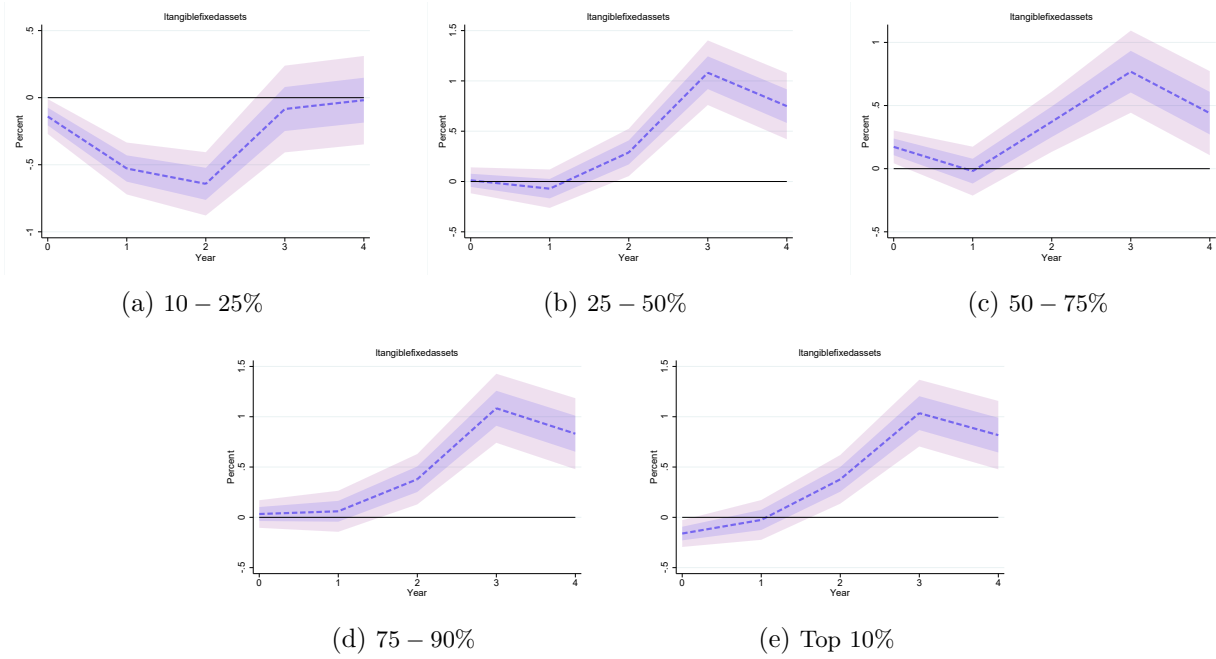 ltangiblefixedassets
Percent
.5
0
-.5
-1
0 1 2 3 4
Year
(a) 10 – 25%
ltangiblefixedassets
Percent
1.5
1
.5
0
-.5
0 1 2 3 4
Year
(b) 25 – 50%
ltangiblefixedassets
Percent
1
.5
0
-.5
0 1 2 3 4
Year
(c) 50 – 75%
ltangiblefixedassets
Percent
1.5
1
.5
0
-.5
0 1 2 3 4
Year
(d) 75 – 90%
ltangiblefixedassets
Percent
1.5
1
.5
0
-.5
0 1 2 3 4
Year
(e) Top 10%